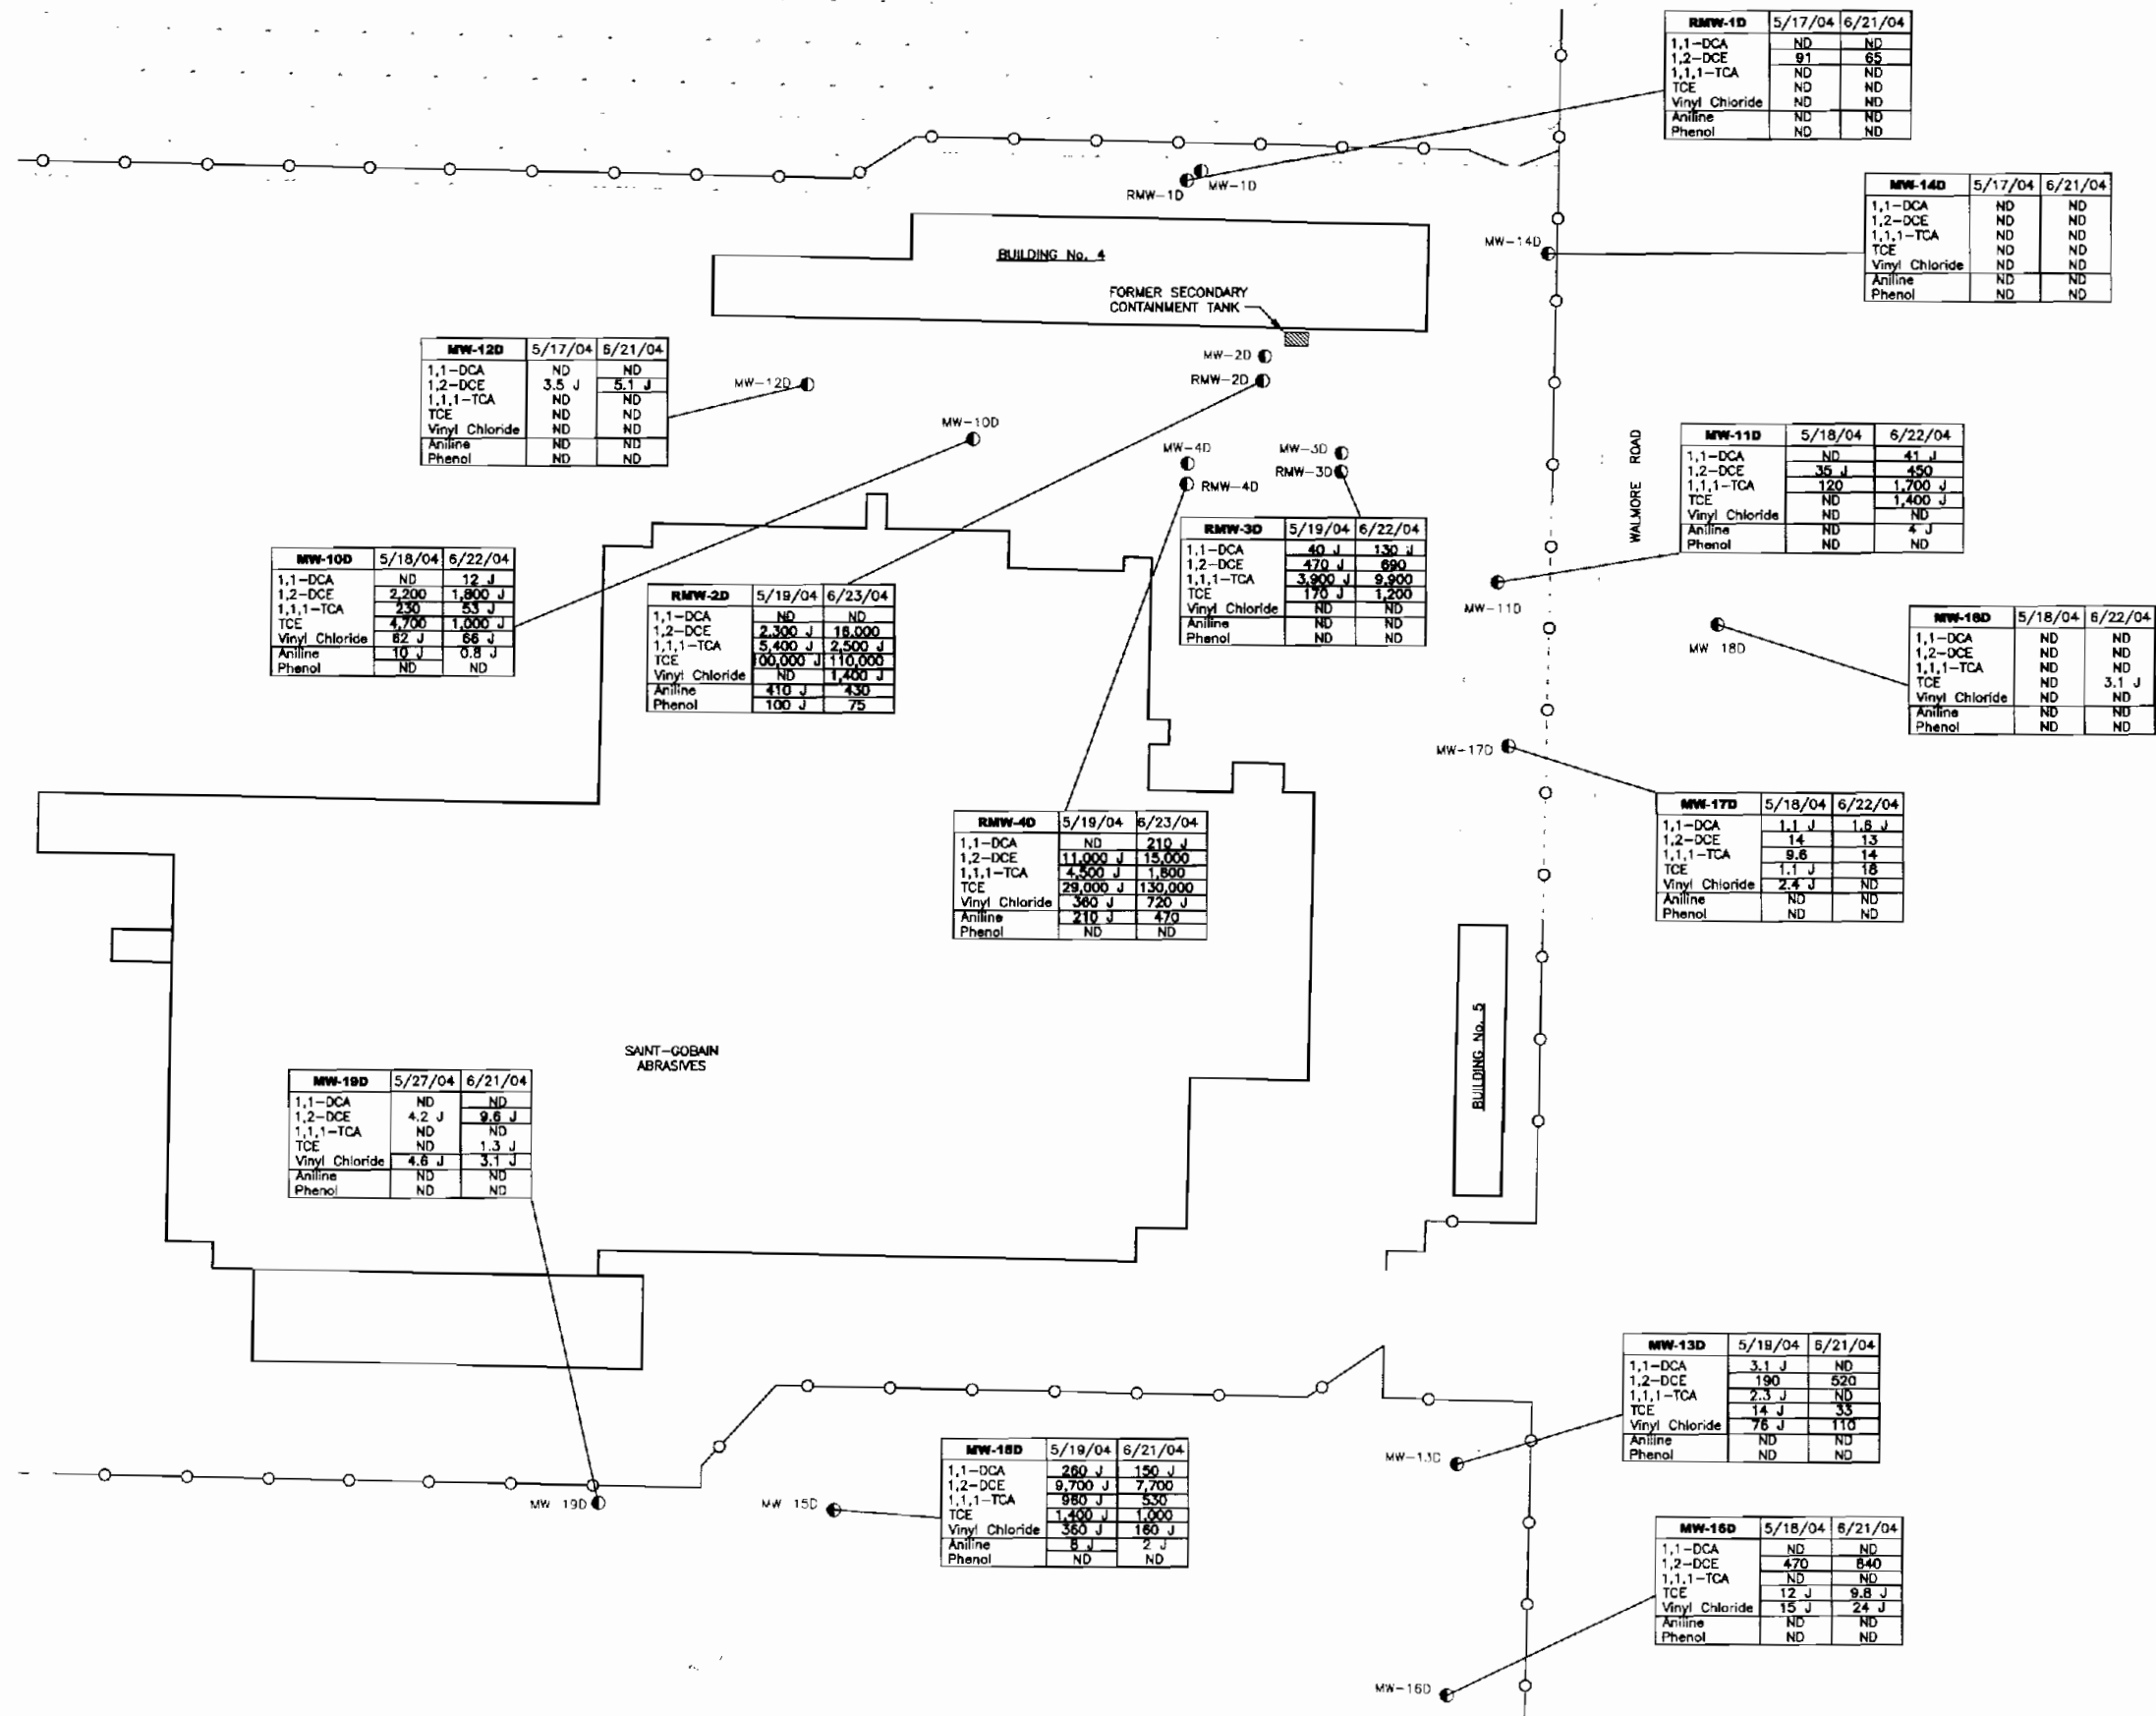 RMW-1D 5/17/04 6/21/04
1,1-DCA ND ND
1,2-DCE 91 65
1,1,1-TCA ND ND
TCE ND ND
Vinyl Chloride ND ND
Aniline ND ND
Phenol ND ND
RMW-1D
MW-1D
MW-14D 5/17/04 6/21/04
1,1-DCA ND ND
1,2-DCE ND ND
1,1,1-TCA ND ND
TCE ND ND
Vinyl Chloride ND ND
Aniline ND ND
Phenol ND ND
MW-14D
BUILDING No. 4
FORMER SECONDARY
CONTAINMENT TANK
MW-12D 5/17/04 6/21/04
1,1-DCA ND ND
1,2-DCE 3.5 J 5.1 J
1,1,1-TCA ND ND
TCE ND ND
Vinyl Chloride ND ND
Aniline ND ND
Phenol ND ND
MW-12D
MW-2D
RMW-2D
MW-10D
MW-4D
RMW-4D
MW-3D
RMW-3D
WALMORE ROAD
MW-11D 5/18/04 6/22/04
1,1-DCA ND 41 J
1,2-DCE 35 J 450
1,1,1-TCA 120 1,700 J
TCE ND 1,400 J
Vinyl Chloride ND ND
Aniline ND 4 J
Phenol ND ND
MW-11D
RMW-3D 5/19/04 6/22/04
1,1-DCA 40 J 130 J
1,2-DCE 470 J 690
1,1,1-TCA 3,900 J 9,900
TCE 170 J 1,200
Vinyl Chloride ND ND
Aniline ND ND
Phenol ND ND
MW-10D 5/18/04 6/22/04
1,1-DCA ND 12 J
1,2-DCE 2,200 1,800 J
1,1,1-TCA 230 53 J
TCE 4,700 1,000 J
Vinyl Chloride 62 J 66 J
Aniline 10 J 0.8 J
Phenol ND ND
RMW-2D 5/19/04 6/23/04
1,1-DCA ND ND
1,2-DCE 2,300 J 16,000
1,1,1-TCA 5,400 J 2,500 J
TCE 00,000 J 110,000
Vinyl Chloride ND 1,400 J
Aniline 410 J 430
Phenol 100 J 75
MW 18D
MW-18D 5/18/04 6/22/04
1,1-DCA ND ND
1,2-DCE ND ND
1,1,1-TCA ND ND
TCE ND 3.1 J
Vinyl Chloride ND ND
Aniline ND ND
Phenol ND ND
MW-17D
MW-17D 5/18/04 6/22/04
1,1-DCA 1.1 J 1.6 J
1,2-DCE 14 13
1,1,1-TCA 9.6 14
TCE 1.1 J 18
Vinyl Chloride 2.4 J ND
Aniline ND ND
Phenol ND ND
RMW-4D 5/19/04 6/23/04
1,1-DCA ND 210 J
1,2-DCE 11,000 J 15,000
1,1,1-TCA 4,500 J 1,800
TCE 29,000 J 130,000
Vinyl Chloride 360 J 720 J
Aniline 210 J 470
Phenol ND ND
BUILDING No. 5
SAINT-GOBAIN
ABRASIVES
MW-19D 5/27/04 6/21/04
1,1-DCA ND ND
1,2-DCE 4.2 J 9.6 J
1,1,1-TCA ND ND
TCE ND 1.3 J
Vinyl Chloride 4.6 J 3.1 J
Aniline ND ND
Phenol ND ND
MW 19D
MW-13D 5/19/04 6/21/04
1,1-DCA 3.1 J ND
1,2-DCE 190 520
1,1,1-TCA 2.3 J ND
TCE 14 J 33
Vinyl Chloride 76 J 110
Aniline ND ND
Phenol ND ND
MW-13D
MW 15D
MW-15D 5/19/04 6/21/04
1,1-DCA 260 J 150 J
1,2-DCE 9,700 J 7,700
1,1,1-TCA 960 J 530
TCE 1,400 J 1,000
Vinyl Chloride 360 J 160 J
Aniline 8 J 2 J
Phenol ND ND
MW-16D 5/18/04 6/21/04
1,1-DCA ND ND
1,2-DCE 470 840
1,1,1-TCA ND ND
TCE 12 J 9.8 J
Vinyl Chloride 15 J 24 J
Aniline ND ND
Phenol ND ND
MW-16D